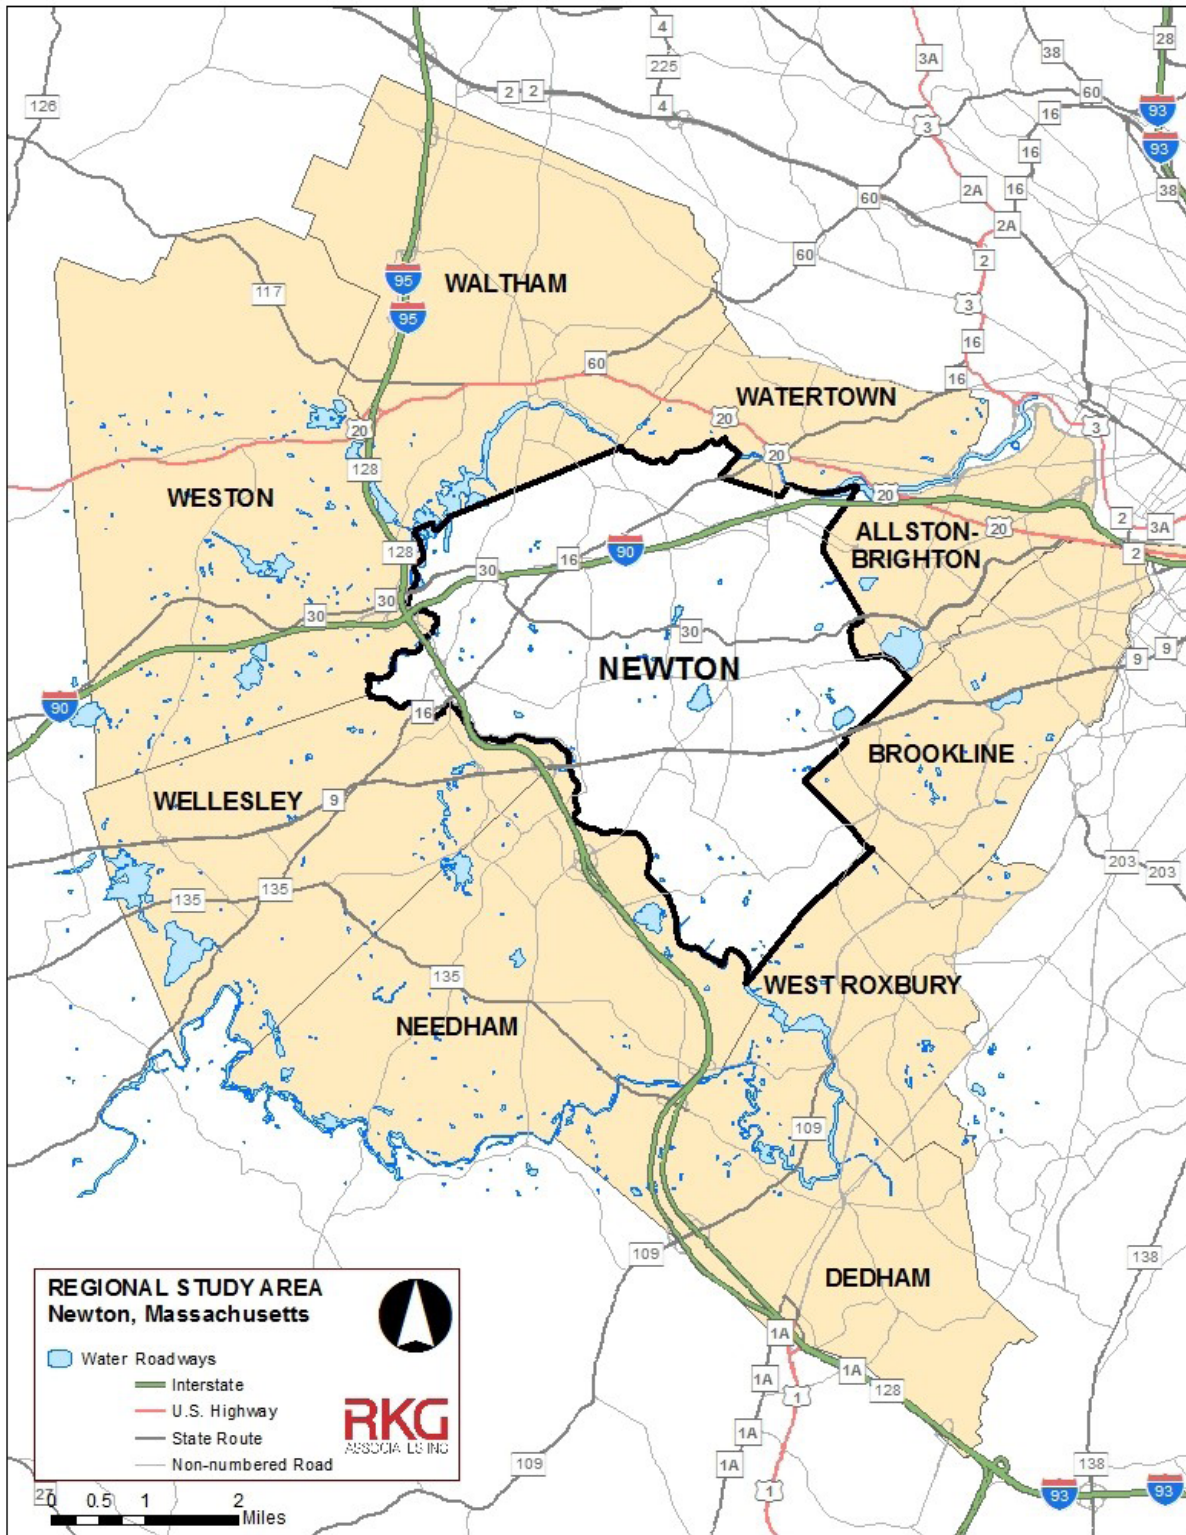 4
28
3A
38
225
126
2 2
4
60
93
16
3
93
16
2A
16
38
60
2A
60
2
95
WALTHAM
117
3
95
16
60
16
WATERTOWN
20
3
20
20
128
WESTON
20
2
3A
20
ALLSTON-
BRIGHTON
128
90
2
16
30
30
30
30
9
9
NEWTON
90
16
BROOKLINE
WELLESLEY
9
203
203
135
135
135
WEST ROXBURY
NEEDHAM
109
109
138
DEDHAM
REGIONAL STUDY AREA
Newton, Massachusetts
Water Roadways
Interstate
U.S. Highway
State Route
Non-numbered Road
RKG
ASSOCIATES INC
1A
1A
1A
128
1
1A
1A
109
138
1
93
93
27
0 0.5 1 2
Miles